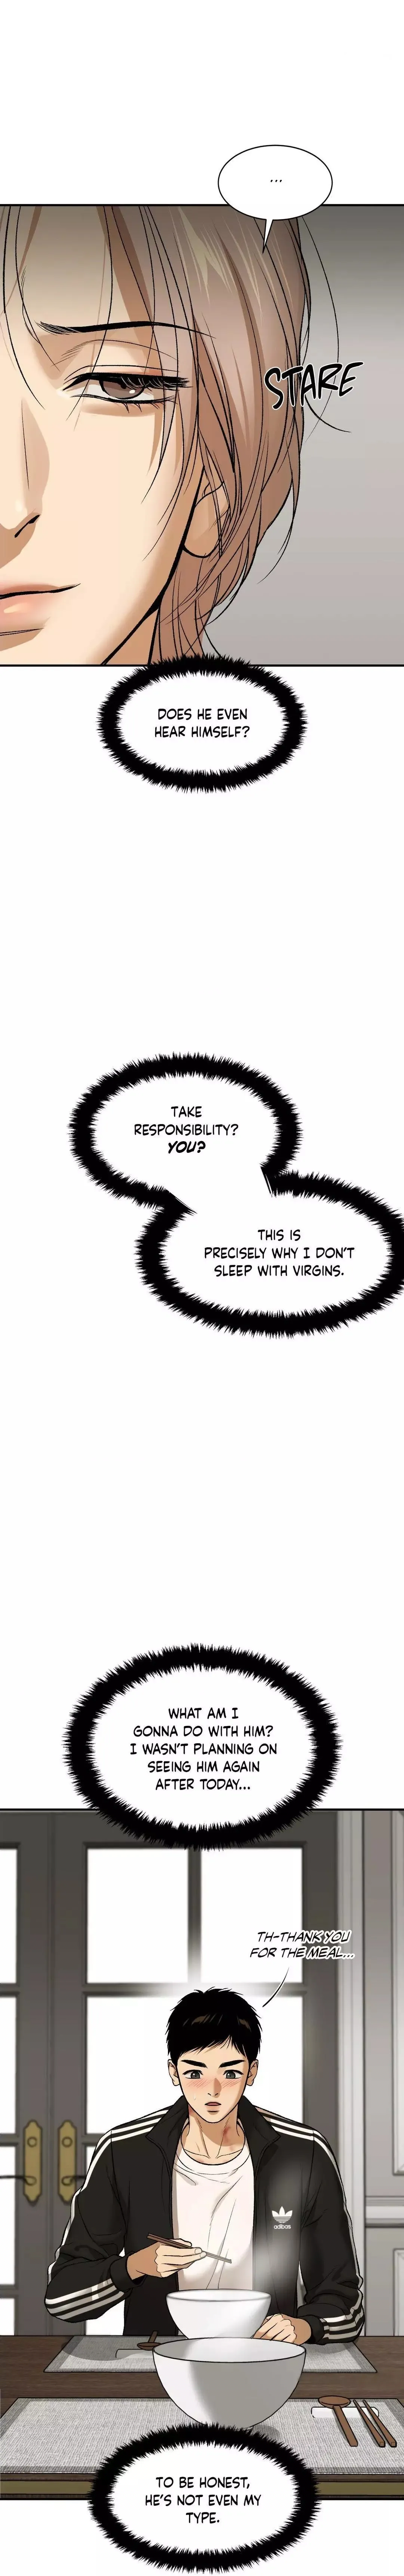 ...
STARE
DOES HE EVEN
HEAR HIMSELF?
TAKE
RESPONSIBILITY?
YOU?
THIS IS
PRECISELY WHY I DON'T
SLEEP WITH VIRGINS.
WHAT AM I
GONNA DO WITH HIM?
I WASN'T PLANNING ON
SEEING HIM AGAIN
AFTER TODAY...
TH-THANK YOU
FOR THE MEAL...
adibas
TO BE HONEST,
HE'S NOT EVEN MY
TYPE.